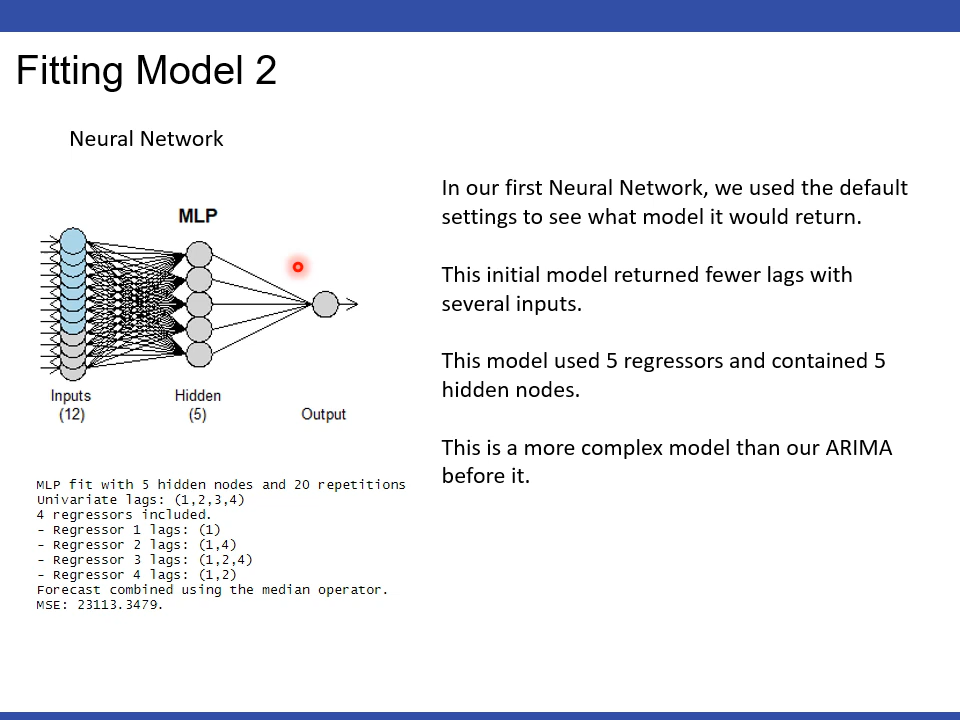 Fitting Model 2
Neural Network
MLP
Inputs
(12)
Hidden
(5)
Output
MLP fit with 5 hidden nodes and 20 repetitions
Univariate lags: (1,2,3,4)
4 regressors included.
- Regressor 1 lags: (1)
- Regressor 2 lags: (1,4)
- Regressor 3 lags: (1,2,4)
- Regressor 4 lags: (1,2)
Forecast combined using the median operator.
MSE: 23113.3479.
In our first Neural Network, we used the default
settings to see what model it would return.
This initial model returned fewer lags with
several inputs.
This model used 5 regressors and contained 5
hidden nodes.
This is a more complex model than our ARIMA
before it.